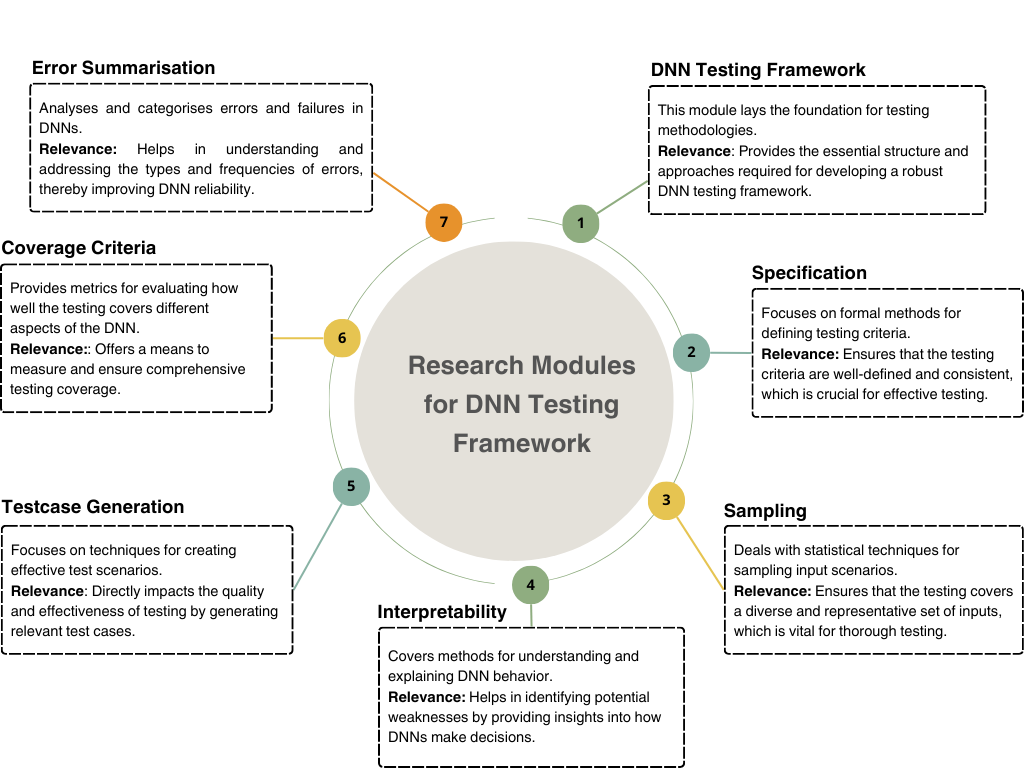 Research Modules
for DNN Testing
Framework
1
DNN Testing Framework
This module lays the foundation for testing
methodologies.
Relevance: Provides the essential structure and
approaches required for developing a robust
DNN testing framework.
2
Specification
Focuses on formal methods for
defining testing criteria.
Relevance: Ensures that the testing
criteria are well-defined and consistent,
which is crucial for effective testing.
3
Sampling
Deals with statistical techniques for
sampling input scenarios.
Relevance: Ensures that the testing covers
a diverse and representative set of inputs,
which is vital for thorough testing.
4
Interpretability
Covers methods for understanding and
explaining DNN behavior.
Relevance: Helps in identifying potential
weaknesses by providing insights into how
DNNs make decisions.
5
Testcase Generation
Focuses on techniques for creating
effective test scenarios.
Relevance: Directly impacts the quality
and effectiveness of testing by generating
relevant test cases.
6
Coverage Criteria
Provides metrics for evaluating how
well the testing covers different
aspects of the DNN.
Relevance:: Offers a means to
measure and ensure comprehensive
testing coverage.
7
Error Summarisation
Analyses and categorises errors and failures in
DNNs.
Relevance: Helps in understanding and
addressing the types and frequencies of errors,
thereby improving DNN reliability.